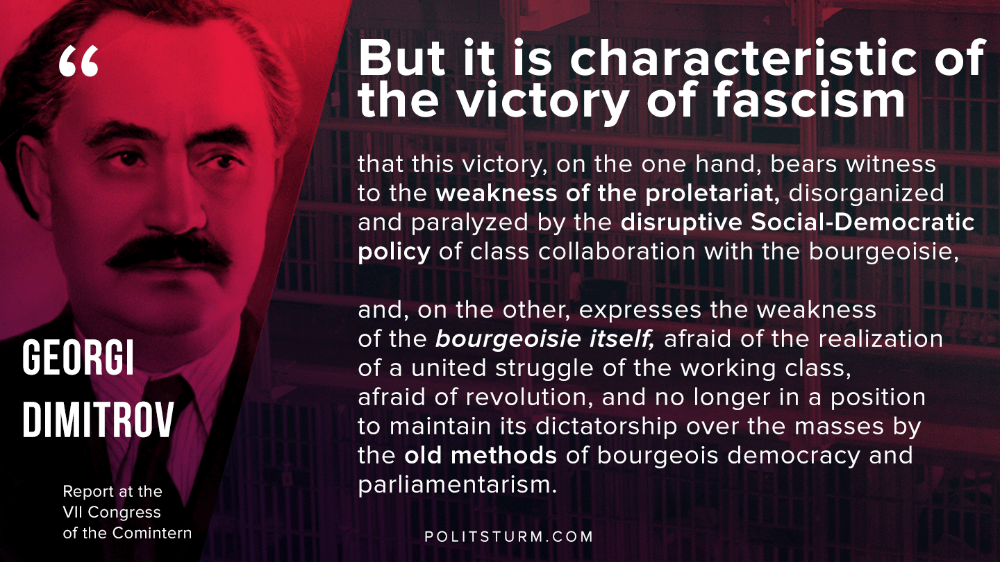 “
But it is characteristic of
the victory of fascism
that this victory, on the one hand, bears witness
to the weakness of the proletariat, disorganized
and paralyzed by the disruptive Social-Democratic
policy of class collaboration with the bourgeoisie,
and, on the other, expresses the weakness
of the bourgeoisie itself, afraid of the realization
of a united struggle of the working class,
afraid of revolution, and no longer in a position
to maintain its dictatorship over the masses by
the old methods of bourgeois democracy and
parliamentarism.
GEORGI
DIMITROV
Report at the
VII Congress
of the Comintern
POLITSTURM.COM